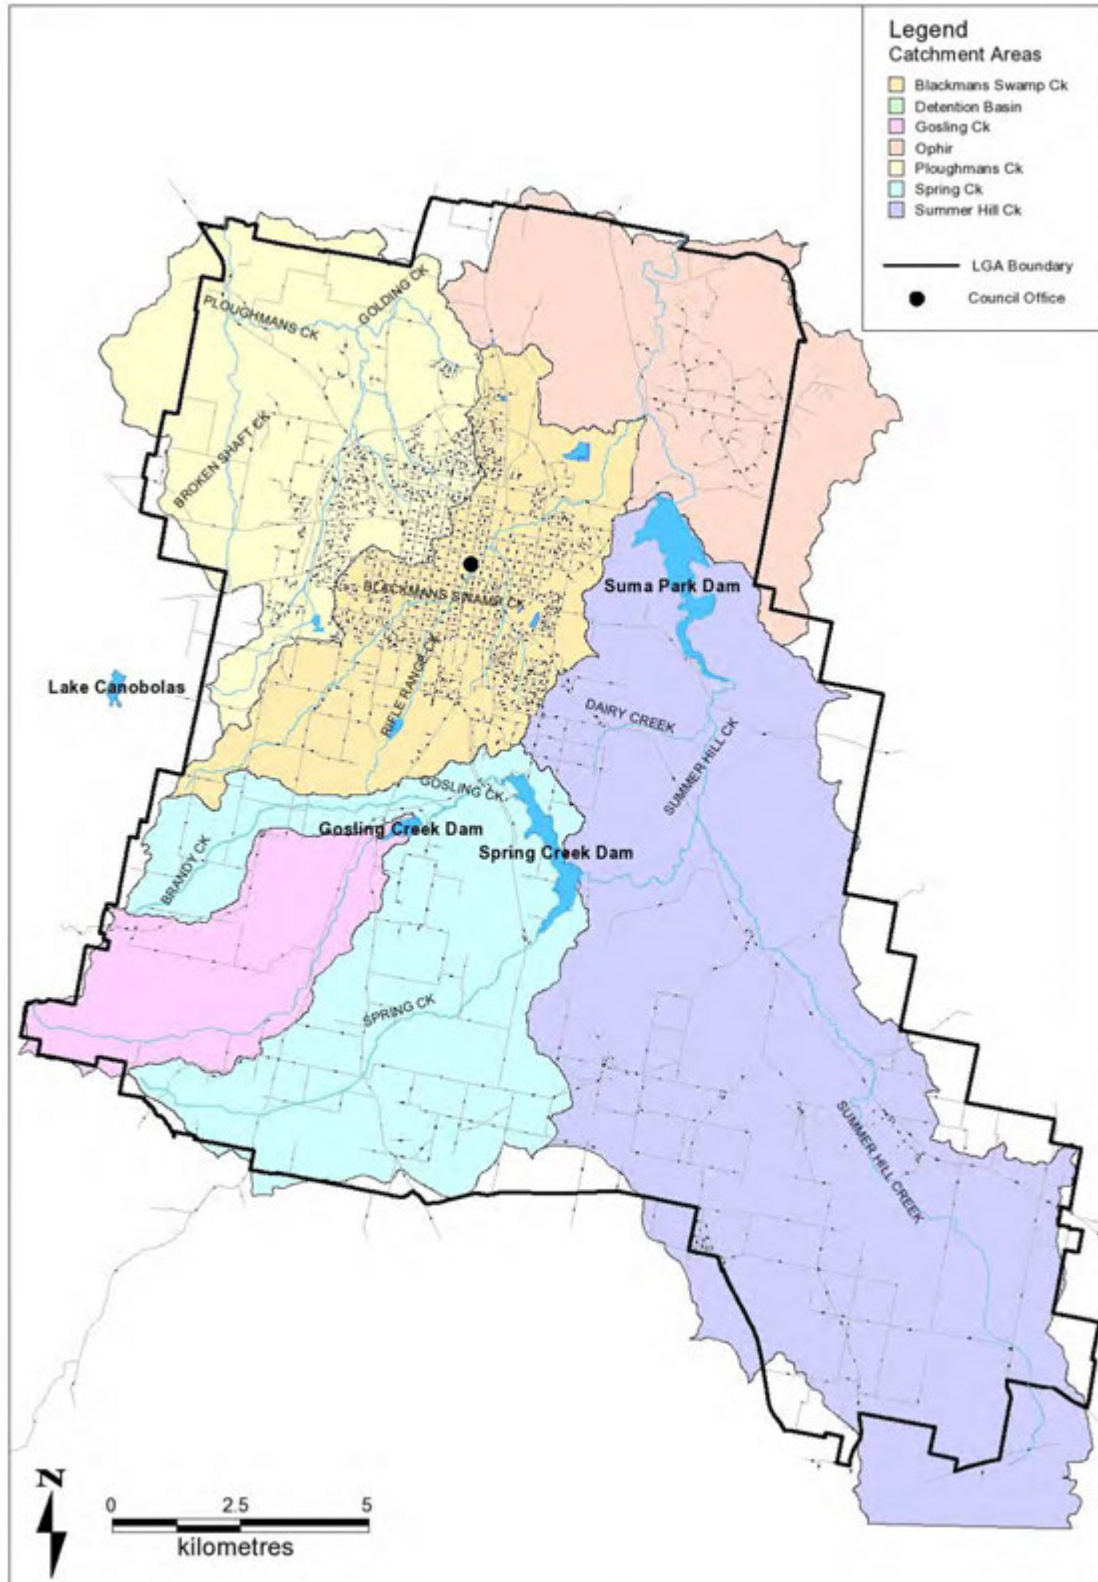 Legend
Catchment Areas
Blackmans Swamp Ck
Detention Basin
Gosling Ck
Ophir
Ploughmans Ck
Spring Ck
Summer Hill Ck
LGA Boundary
Council Office
GOLDING CK
PLOUGHMANS CK
BROKEN SHAFT CK
Suma Park Dam
BLACKMANS SWAMP CK
Lake Canobolas
RIFLE RANGE CK
DAIRY CREEK
SUMMER HILL CK
GOSLING CK
Gosling Creek Dam
Spring Creek Dam
BRANDY CK
SPRING CK
SUMMER HILL CREEK
N
0 2.5 5
kilometres